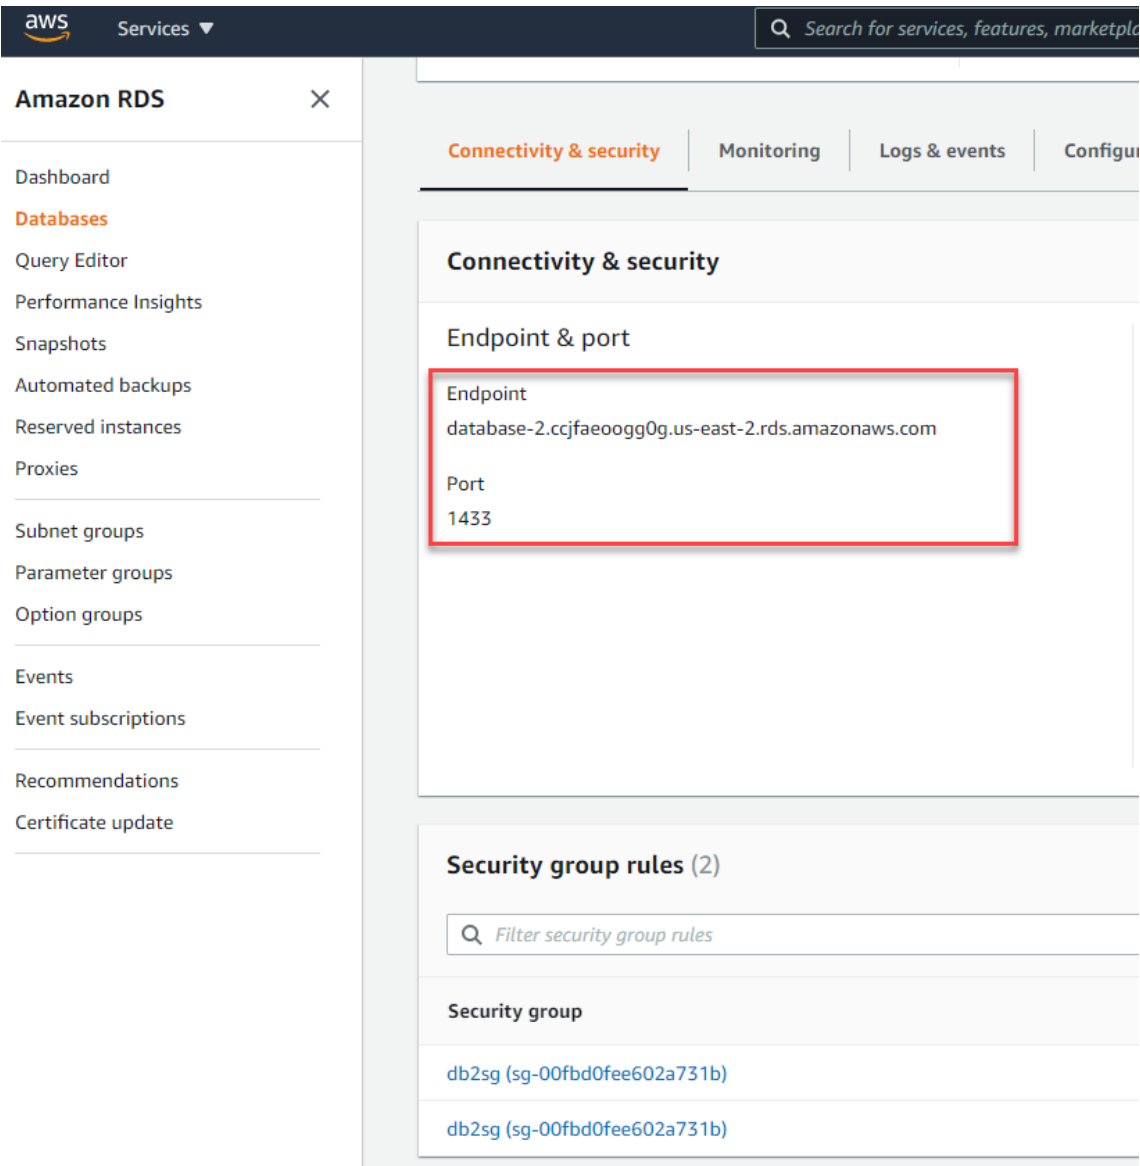 aws
Services ▼
Search for services, features, marketpla
Amazon RDS
Dashboard
Databases
Query Editor
Performance Insights
Snapshots
Automated backups
Reserved instances
Proxies
Subnet groups
Parameter groups
Option groups
Events
Event subscriptions
Recommendations
Certificate update
Connectivity & security
Monitoring
Logs & events
Configur
Connectivity & security
Endpoint & port
Endpoint
database-2.ccjfaeoogg0g.us-east-2.rds.amazonaws.com
Port
1433
Security group rules (2)
Filter security group rules
Security group
db2sg (sg-00fbd0fee602a731b)
db2sg (sg-00fbd0fee602a731b)